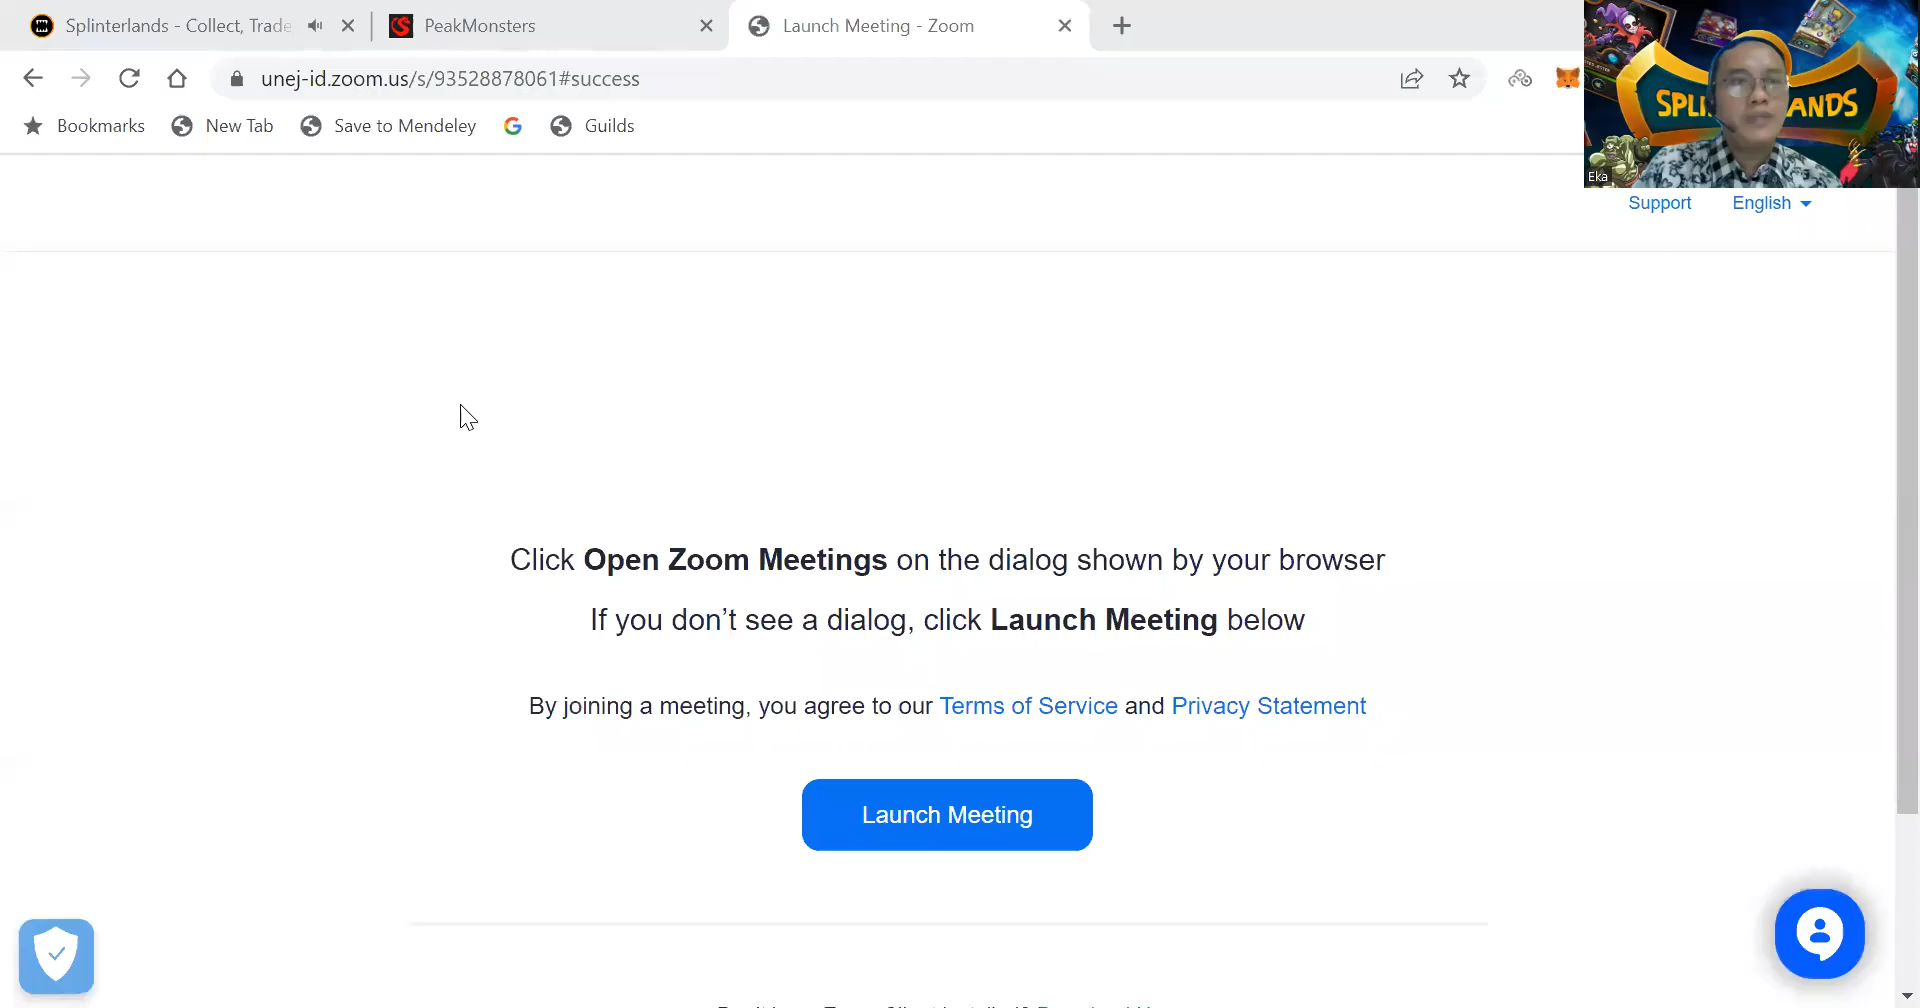 Splinterlands - Collect, Trade
PeakMonsters
Launch Meeting - Zoom
unej-id.zoom.us/s/93528878061#success
Bookmarks
New Tab
Save to Mendeley
Guilds
SPLI ANDS
Eka
Support
English
Click Open Zoom Meetings on the dialog shown by your browser
If you don’t see a dialog, click Launch Meeting below
By joining a meeting, you agree to our Terms of Service and Privacy Statement
Launch Meeting